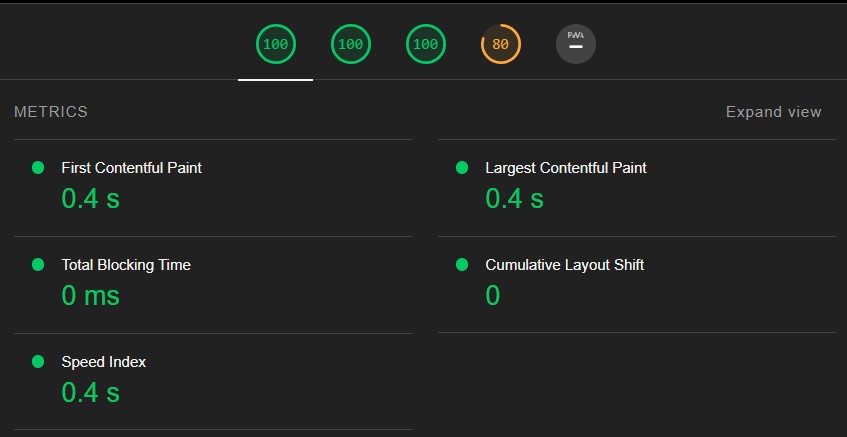 100 100 100 80 PWA
METRICS Expand view
First Contentful Paint Largest Contentful Paint
0.4 s 0.4 s
Total Blocking Time Cumulative Layout Shift
0 ms 0
Speed Index
0.4 s